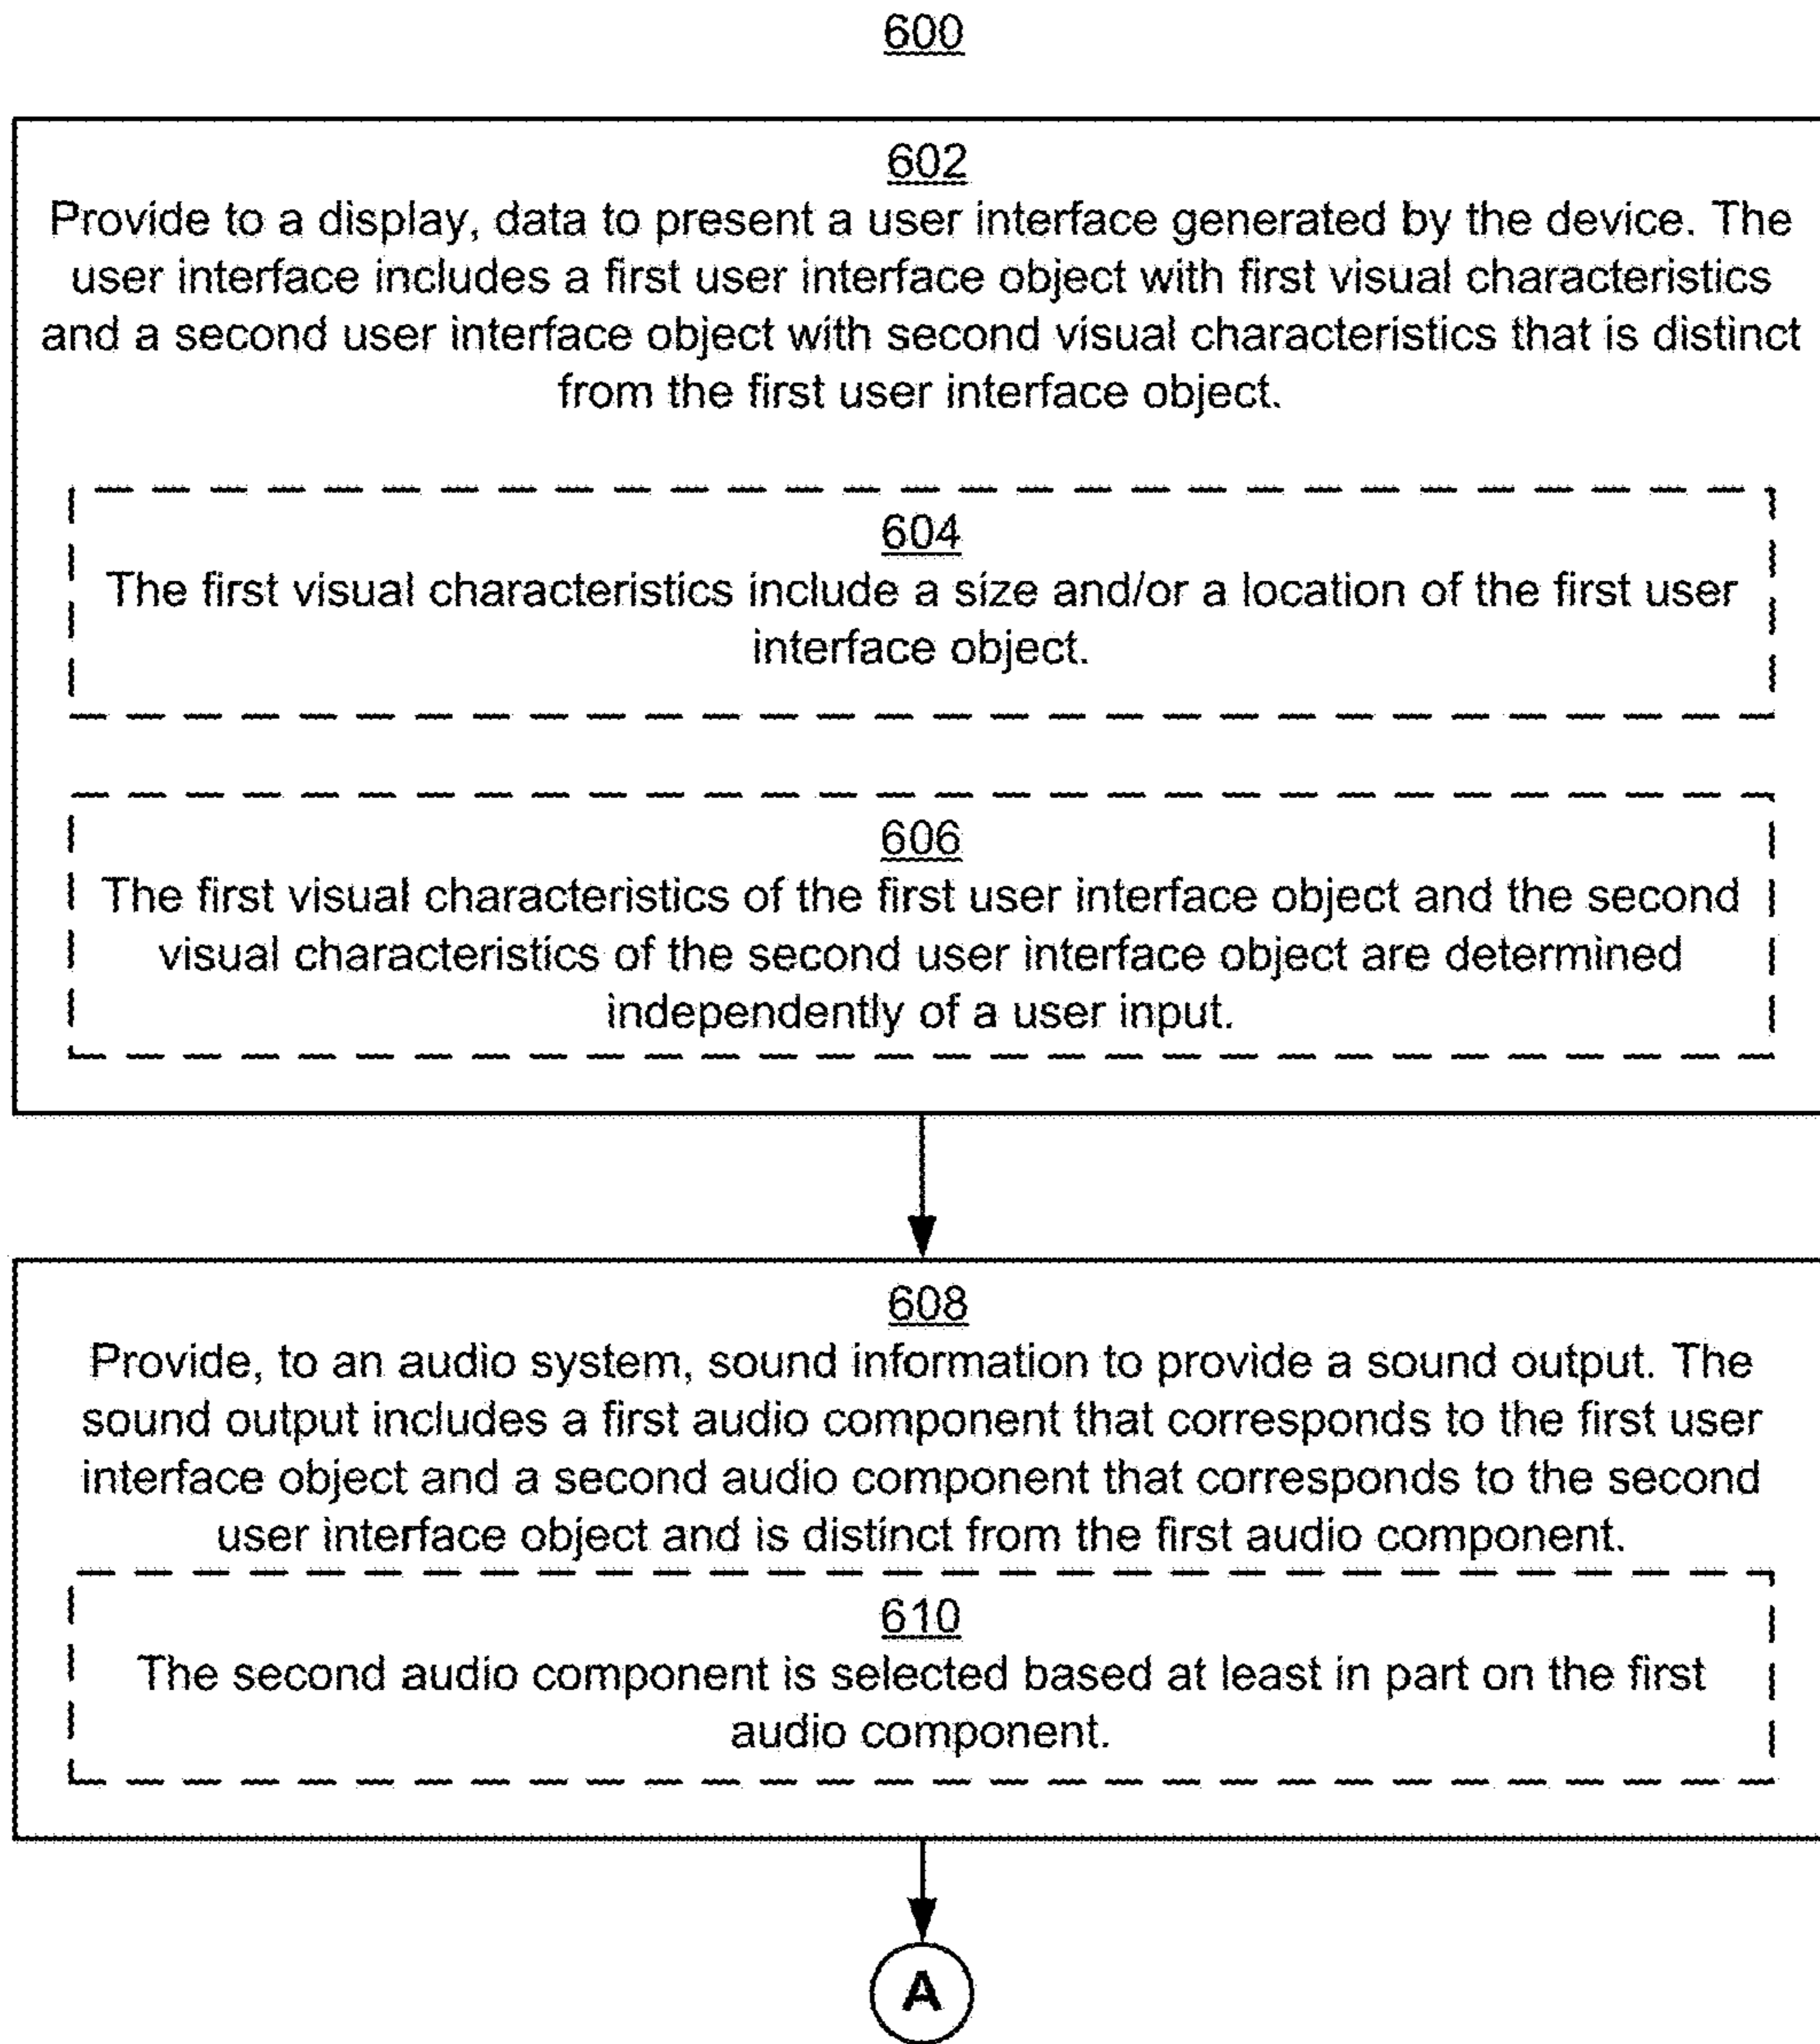 600
602
Provide to a display, data to present a user interface generated by the device. The
user interface includes a first user interface object with first visual characteristics
and a second user interface object with second visual characteristics that is distinct
from the first user interface object.
604
The first visual characteristics include a size and/or a location of the first user
interface object.
606
The first visual characteristics of the first user interface object and the second
visual characteristics of the second user interface object are determined
independently of a user input.
608
Provide, to an audio system, sound information to provide a sound output. The
sound output includes a first audio component that corresponds to the first user
interface object and a second audio component that corresponds to the second
user interface object and is distinct from the first audio component.
610
The second audio component is selected based at least in part on the first
audio component.
A